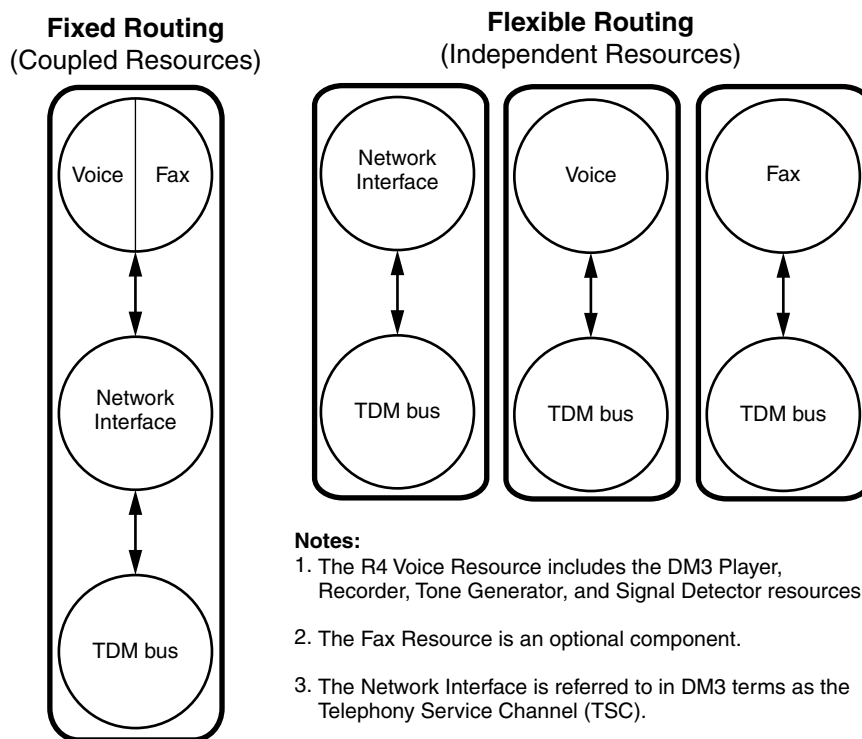 Fixed Routing
(Coupled Resources)
Voice
Fax
Network
Interface
TDM bus
Flexible Routing
(Independent Resources)
Network
Interface
TDM bus
Voice
TDM bus
Fax
TDM bus
Notes:
1. The R4 Voice Resource includes the DM3 Player,
Recorder, Tone Generator, and Signal Detector resources
2. The Fax Resource is an optional component.
3. The Network Interface is referred to in DM3 terms as the
Telephony Service Channel (TSC).